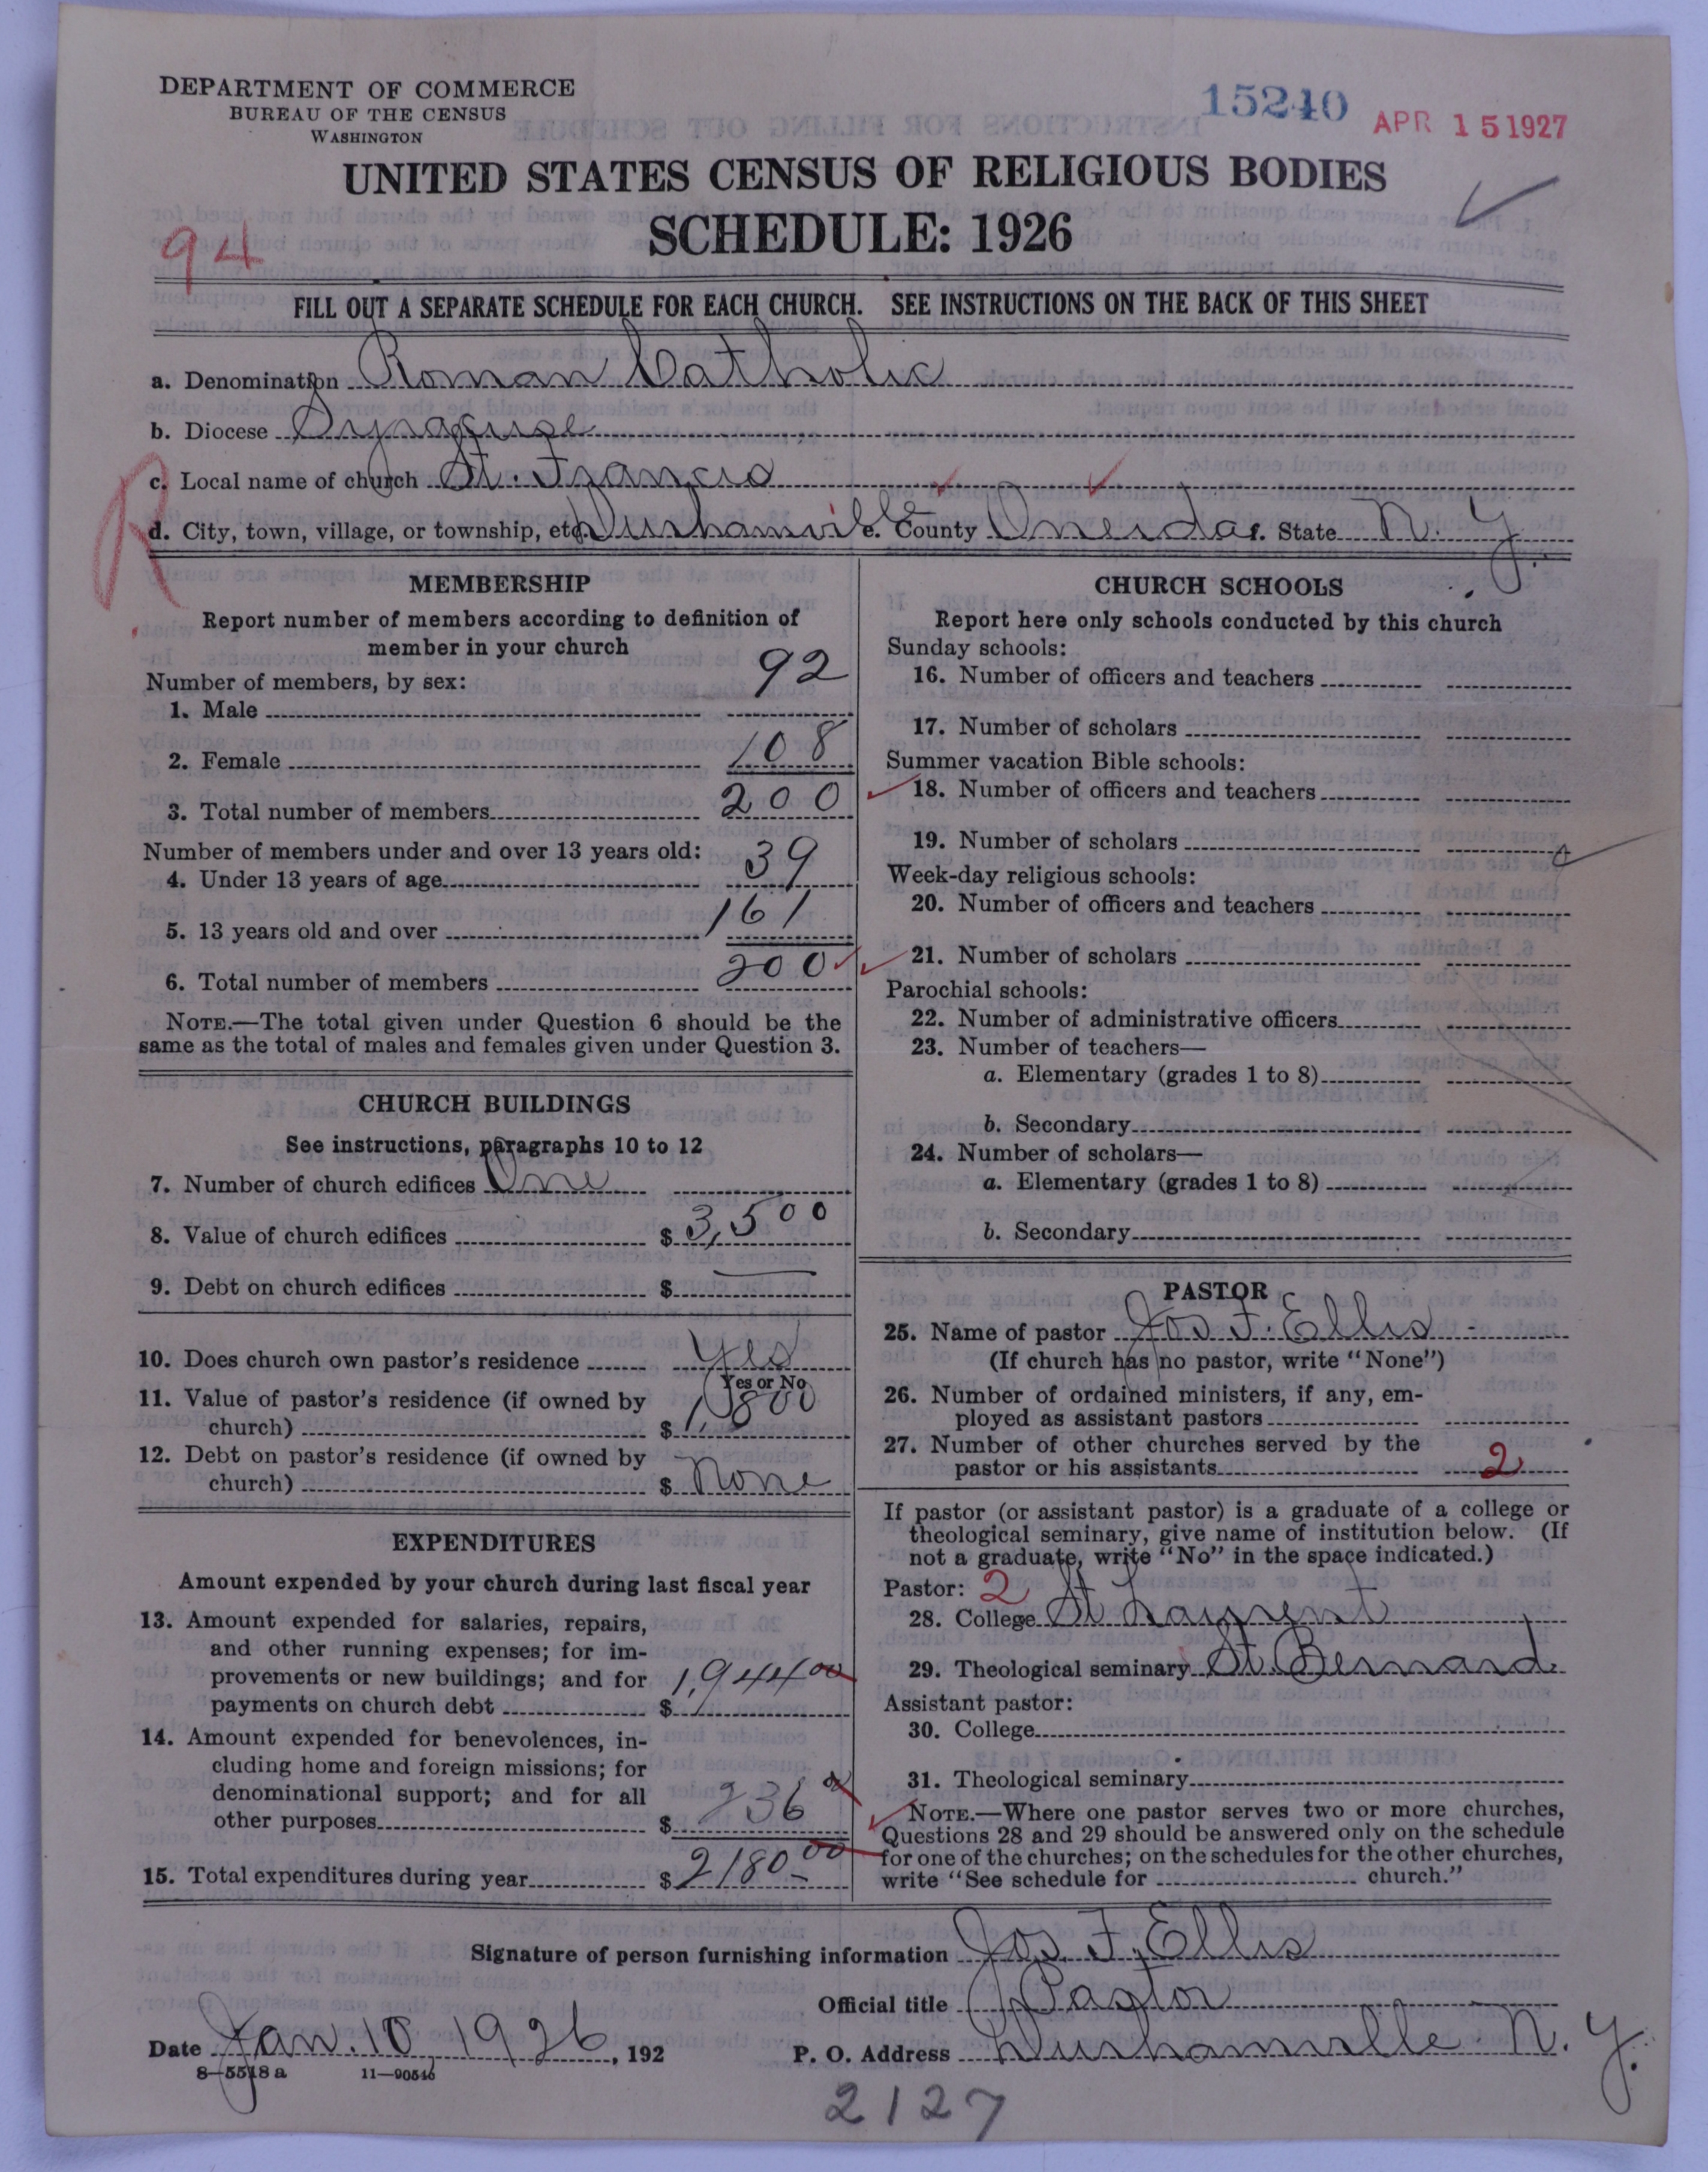 DEPARTMENT OF COMMERCE
BUREAU OF THE CENSUS
WASHINGTON
15240
APR 15 1927
UNITED STATES CENSUS OF RELIGIOUS BODIES
SCHEDULE: 1926
94
FILL OUT A SEPARATE SCHEDULE FOR EACH CHURCH. SEE INSTRUCTIONS ON THE BACK OF THIS SHEET
a. Denomination Roman Catholic
b. Diocese Syracuse
c. Local name of church St. Francis
R
d. City, town, village, or township, etc. Durhamville e. County Oneida f. State N.Y.
MEMBERSHIP
Report number of members according to definition of
member in your church
Number of members, by sex:
1. Male 92
2. Female 108
3. Total number of members 200
Number of members under and over 13 years old:
4. Under 13 years of age 39
5. 13 years old and over 161
6. Total number of members 200
NOTE.—The total given under Question 6 should be the
same as the total of males and females given under Question 3.
CHURCH BUILDINGS
See instructions, paragraphs 10 to 12
7. Number of church edifices One
8. Value of church edifices $ 3,500
9. Debt on church edifices $ —
10. Does church own pastor's residence Yes
Yes or No
11. Value of pastor's residence (if owned by
church) $ 1,800
12. Debt on pastor's residence (if owned by
church) $ None
EXPENDITURES
Amount expended by your church during last fiscal year
13. Amount expended for salaries, repairs,
and other running expenses; for im-
provements or new buildings; and for
payments on church debt $ 1,944 00
14. Amount expended for benevolences, in-
cluding home and foreign missions; for
denominational support; and for all
other purposes $ 236 00
15. Total expenditures during year $ 2180.00
CHURCH SCHOOLS
Report here only schools conducted by this church
Sunday schools:
16. Number of officers and teachers
17. Number of scholars
Summer vacation Bible schools:
18. Number of officers and teachers
19. Number of scholars
Week-day religious schools:
20. Number of officers and teachers
21. Number of scholars
Parochial schools:
22. Number of administrative officers
23. Number of teachers—
a. Elementary (grades 1 to 8)
b. Secondary
24. Number of scholars—
a. Elementary (grades 1 to 8)
b. Secondary
PASTOR
25. Name of pastor Jos. F. Ellis
(If church has no pastor, write "None")
26. Number of ordained ministers, if any, em-
ployed as assistant pastors
27. Number of other churches served by the
pastor or his assistants 2
If pastor (or assistant pastor) is a graduate of a college or
theological seminary, give name of institution below. (If
not a graduate, write "No" in the space indicated.)
Pastor: 2
28. College St Laurent
29. Theological seminary St. Bernard
Assistant pastor:
30. College
31. Theological seminary
NOTE.—Where one pastor serves two or more churches,
Questions 28 and 29 should be answered only on the schedule
for one of the churches; on the schedules for the other churches,
write "See schedule for church."
Signature of person furnishing information Jos. F. Ellis
Official title Pastor
Date Jan. 10, 1926, 192
P. O. Address Durhamville N.Y.
8—5518 a 11—90546
2127